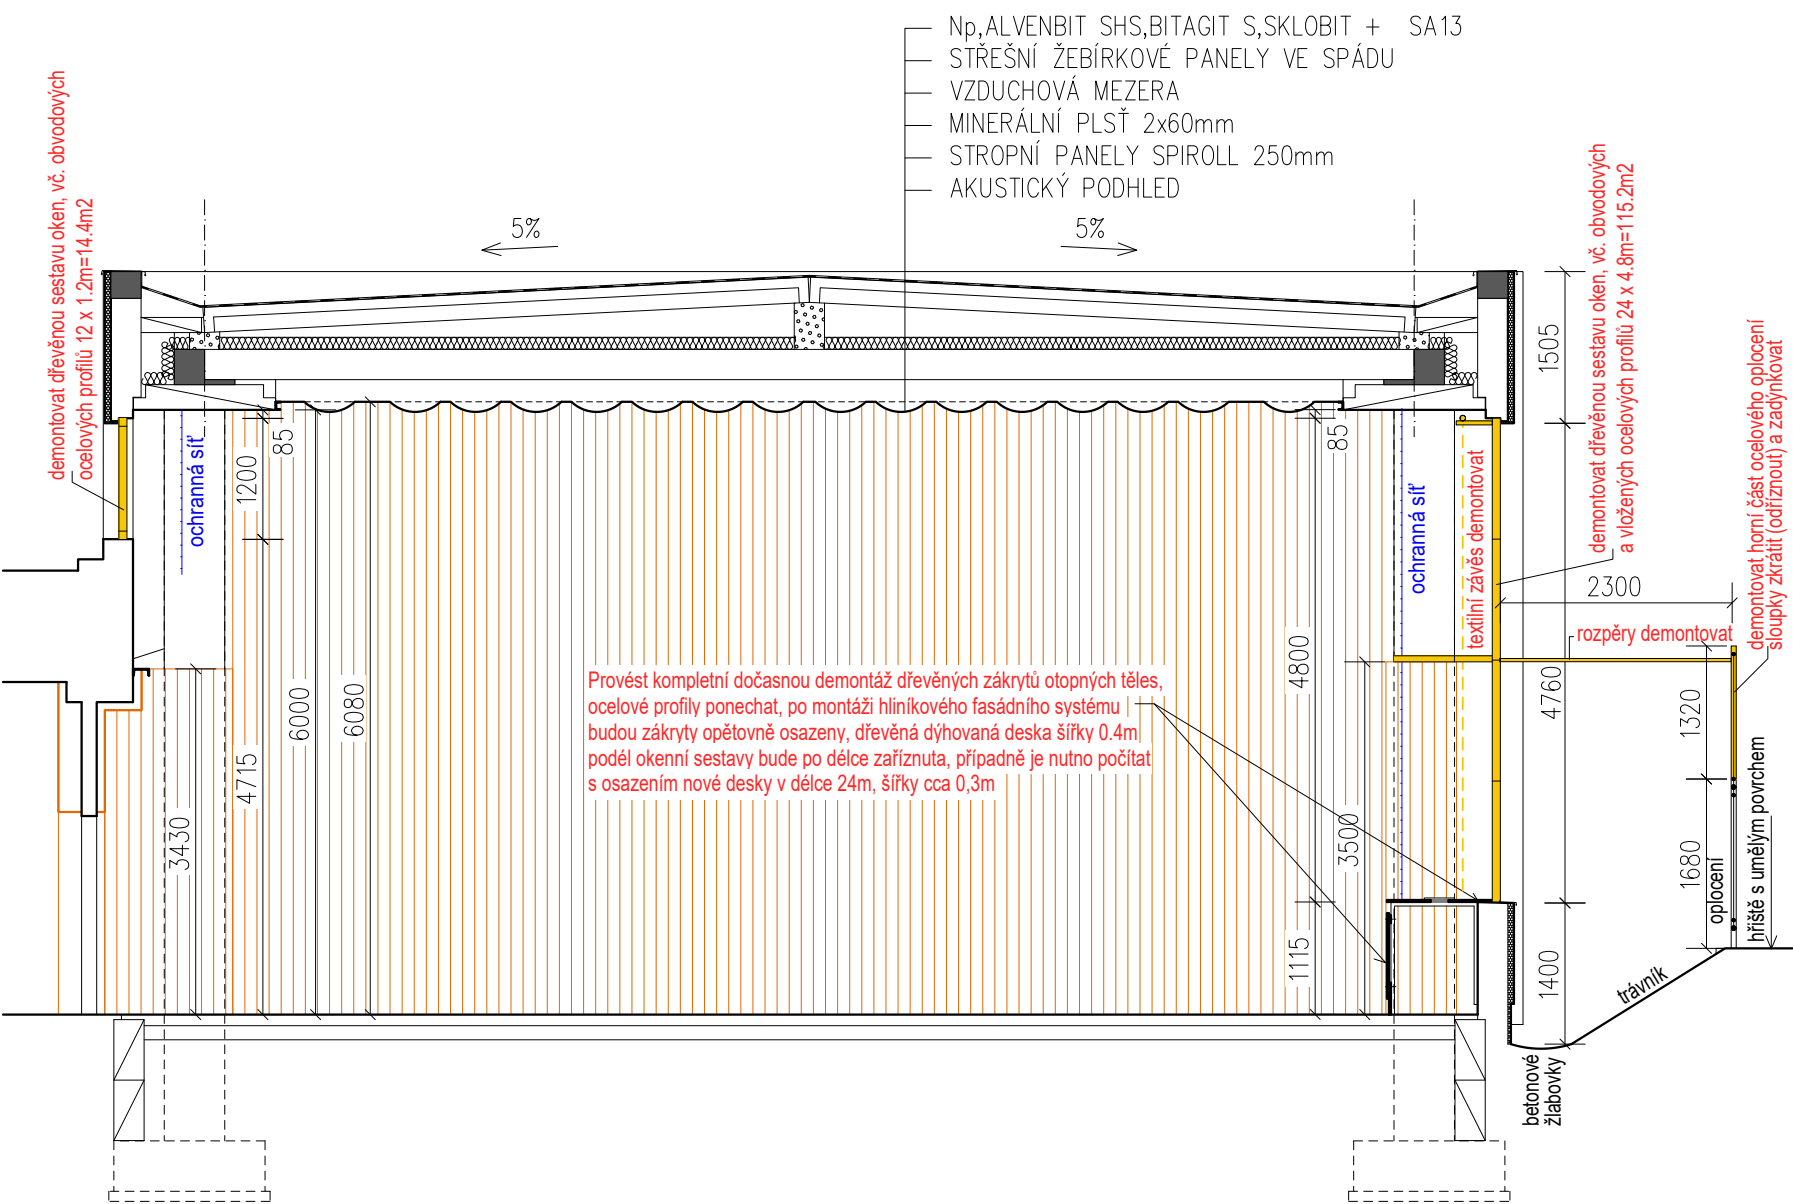 Np,ALVENBIT SHS,BITAGIT S,SKLOBIT + SA13
STŘEŠNÍ ŽEBÍRKOVÉ PANELY VE SPÁDU
VZDUCHOVÁ MEZERA
MINERÁLNÍ PLSŤ 2x60mm
STROPNÍ PANELY SPIROLL 250mm
AKUSTICKÝ PODHLED
5%
5%
demontovat dřevěnou sestavu oken, vč. obvodových
ocelových profilů 12 x 1.2m=14.4m2
demontovat dřevěnou sestavu oken, vč. obvodových
a vložených ocelových profilů 24 x 4.8m=115.2m2
demontovat horní část ocelového oplocení
sloupky zkrátit (odříznout) a zadýnkovat
ochranná síť
1200
85
4715
3430
6000
6080
85
4800
1115
3500
ochranná síť
textilní závěs demontovat
1505
4760
1400
2300
rozpěry demontovat
1320
1680
oplocení
hřiště s umělým povrchem
trávník
betonové
žlabovky
Provést kompletní dočasnou demontáž dřevěných zákrytů otopných těles,
ocelové profily ponechat, po montáži hliníkového fasádního systému
budou zákryty opětovně osazeny, dřevěná dýhovaná deska šířky 0.4m
podél okenní sestavy bude po délce zaříznuta, případně je nutno počítat
s osazením nové desky v délce 24m, šířky cca 0,3m